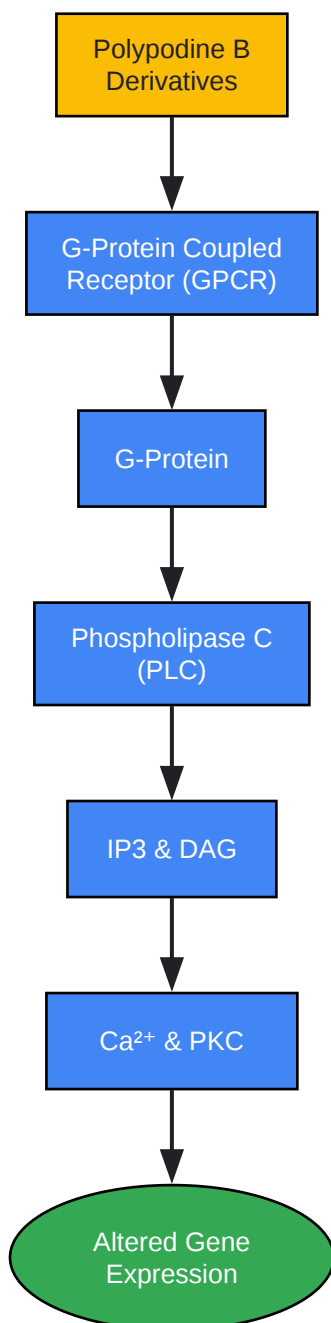 Polypodine B
Derivatives
G-Protein Coupled
Receptor (GPCR)
G-Protein
Phospholipase C
(PLC)
IP3 & DAG
Ca²⁺ & PKC
Altered Gene
Expression